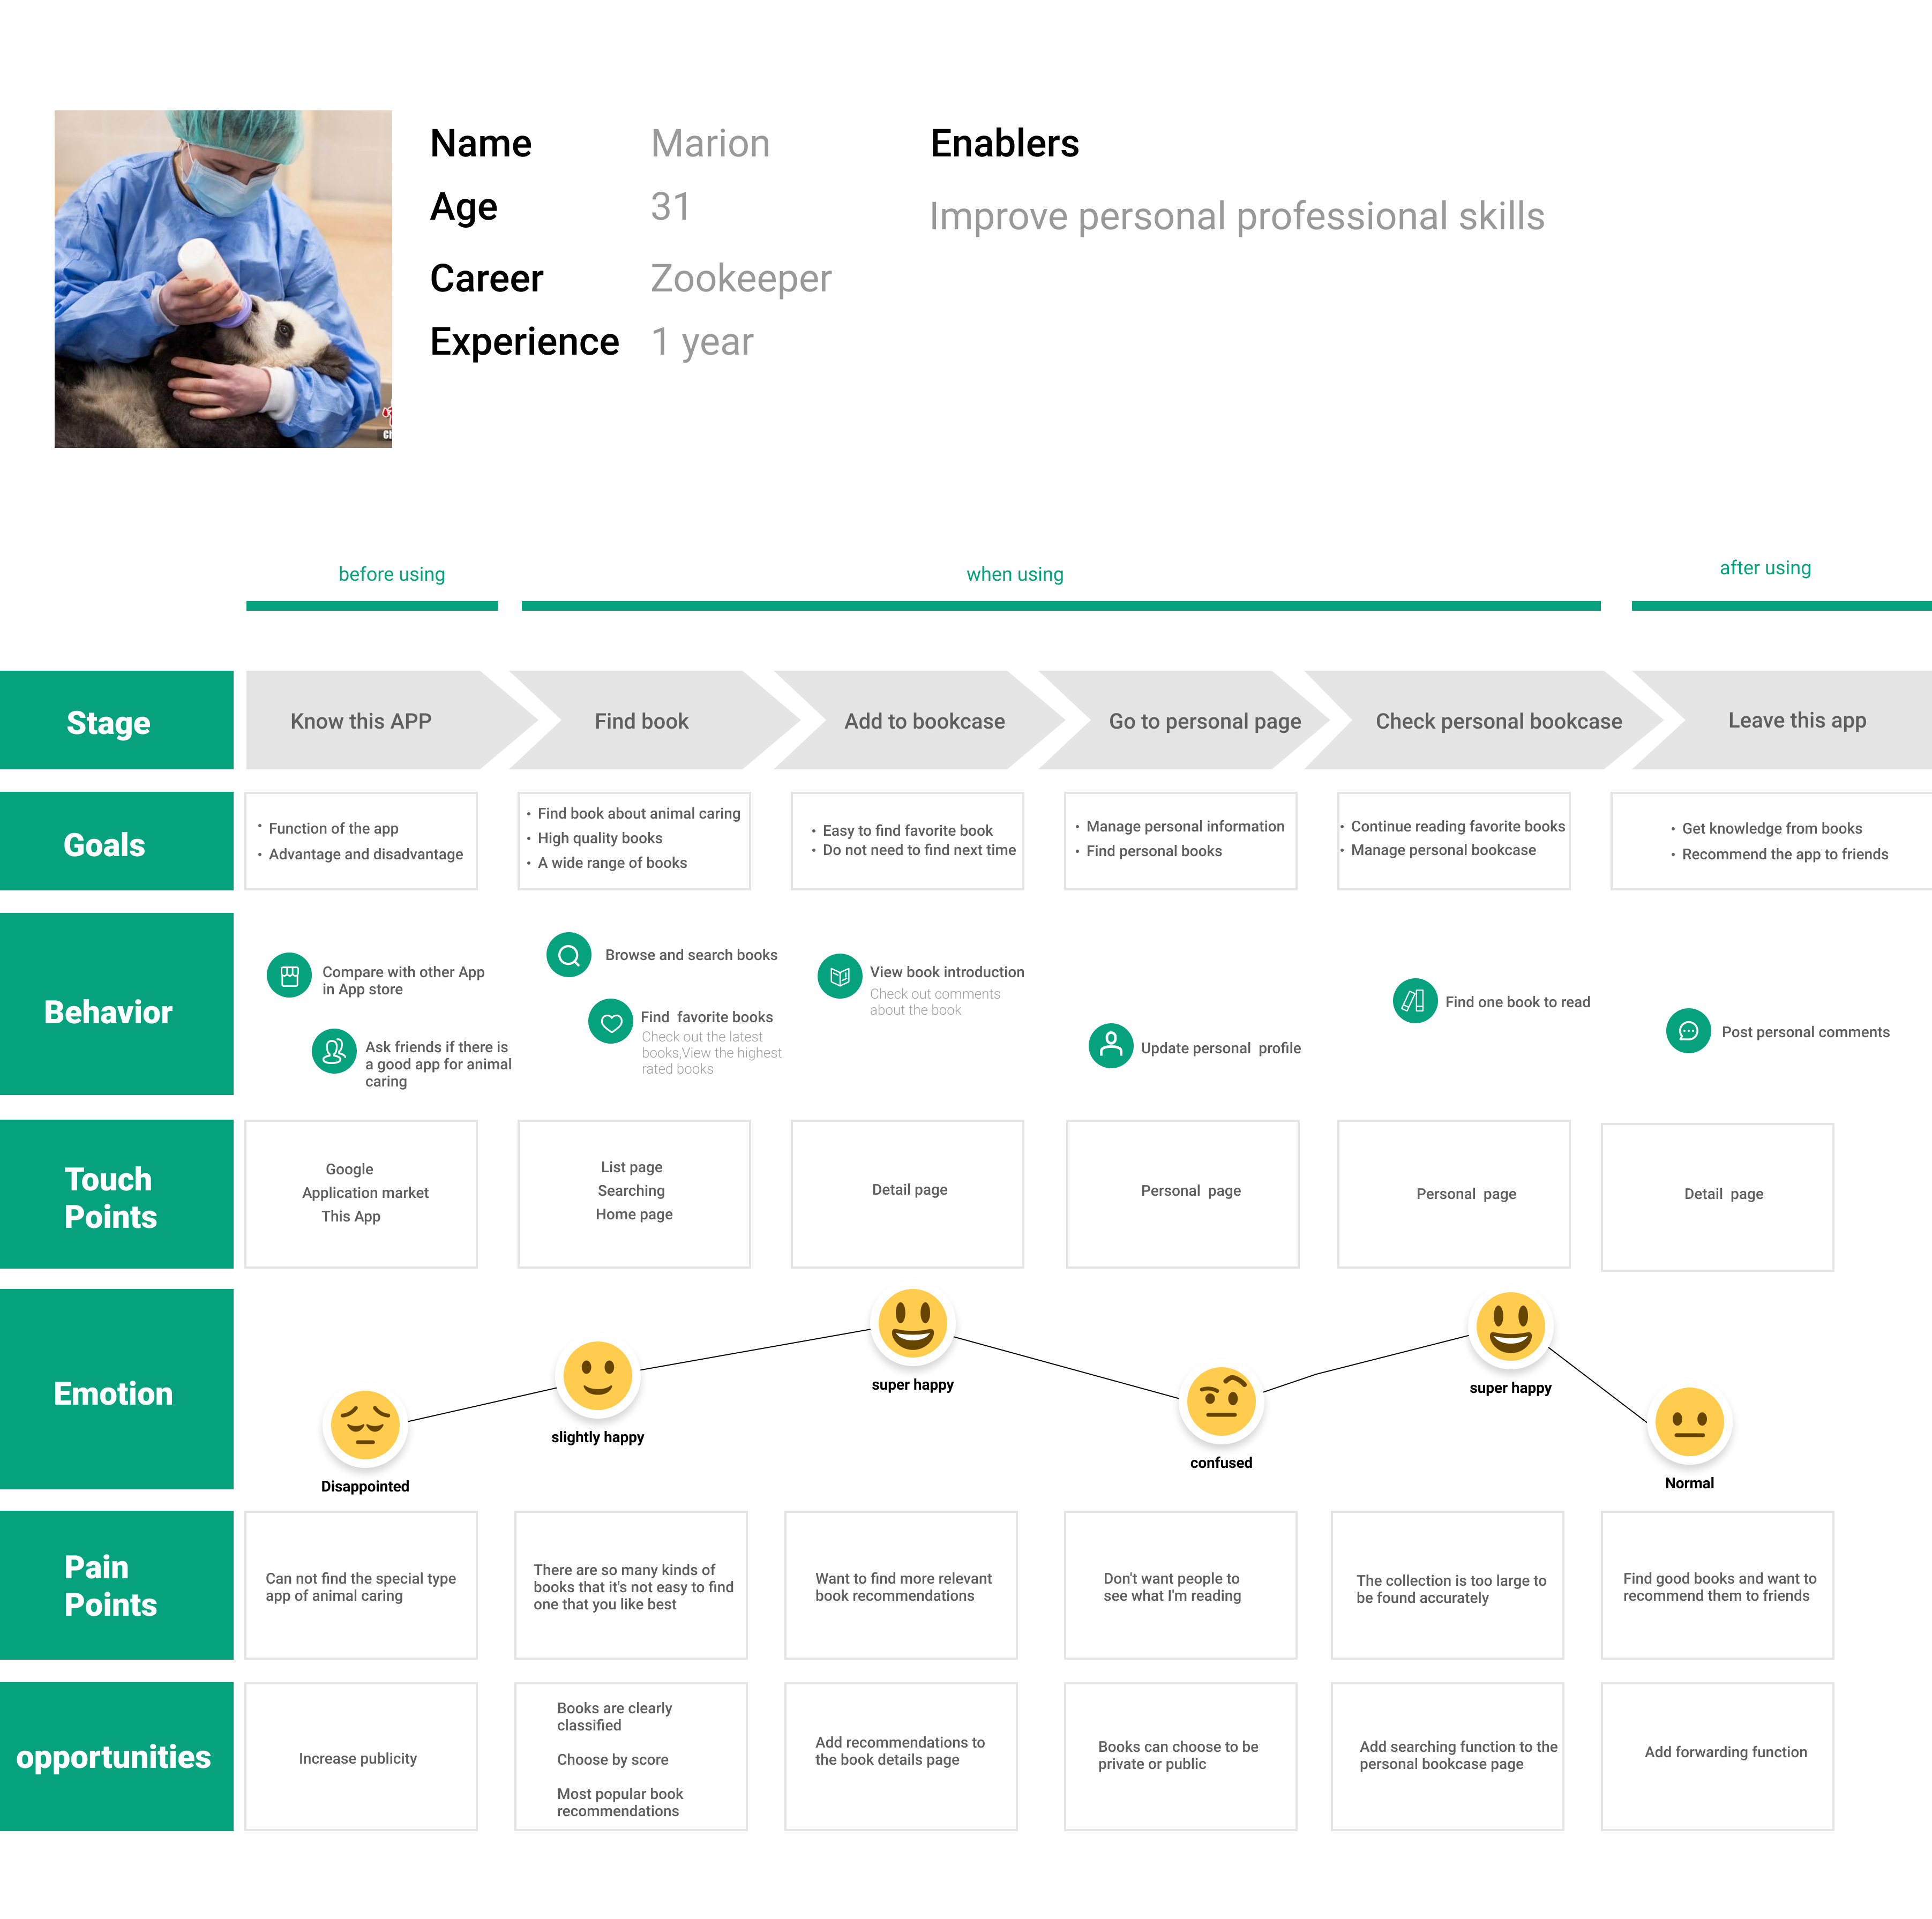 Name Marion
Age 31
Career Zookeeper
Experience 1 year
Enablers
Improve personal professional skills
before using
when using
after using
Stage
Know this APP
Find book
Add to bookcase
Go to personal page
Check personal bookcase
Leave this app
Goals
• Function of the app
• Advantage and disadvantage
• Find book about animal caring
• High quality books
• A wide range of books
• Easy to find favorite book
• Do not need to find next time
• Manage personal information
• Find personal books
• Continue reading favorite books
• Manage personal bookcase
• Get knowledge from books
• Recommend the app to friends
Behavior
Compare with other App
in App store
Ask friends if there is
a good app for animal
caring
Browse and search books
Find favorite books
Check out the latest
books,View the highest
rated books
View book introduction
Check out comments
about the book
Update personal profile
Find one book to read
Post personal comments
Touch
Points
Google
Application market
This App
List page
Searching
Home page
Detail page
Personal page
Personal page
Detail page
Emotion
Disappointed
slightly happy
super happy
confused
super happy
Normal
Pain
Points
Can not find the special type
app of animal caring
There are so many kinds of
books that it's not easy to find
one that you like best
Want to find more relevant
book recommendations
Don't want people to
see what I'm reading
The collection is too large to
be found accurately
Find good books and want to
recommend them to friends
opportunities
Increase publicity
Books are clearly
classified
Choose by score
Most popular book
recommendations
Add recommendations to
the book details page
Books can choose to be
private or public
Add searching function to the
personal bookcase page
Add forwarding function